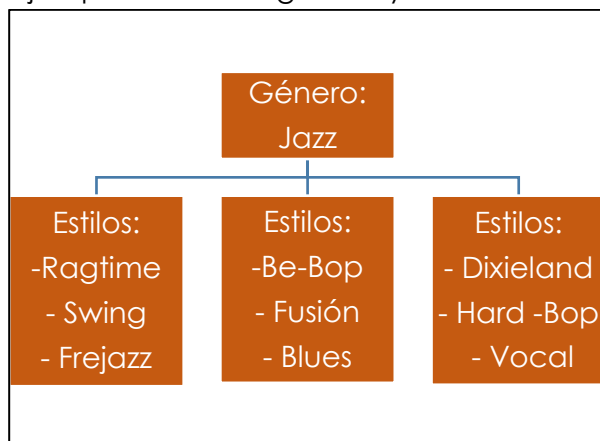 Género:
Jazz
Estilos:
-Ragtime
- Swing
- Frejazz
Estilos:
-Be-Bop
- Fusión
- Blues
Estilos:
- Dixieland
- Hard -Bop
- Vocal